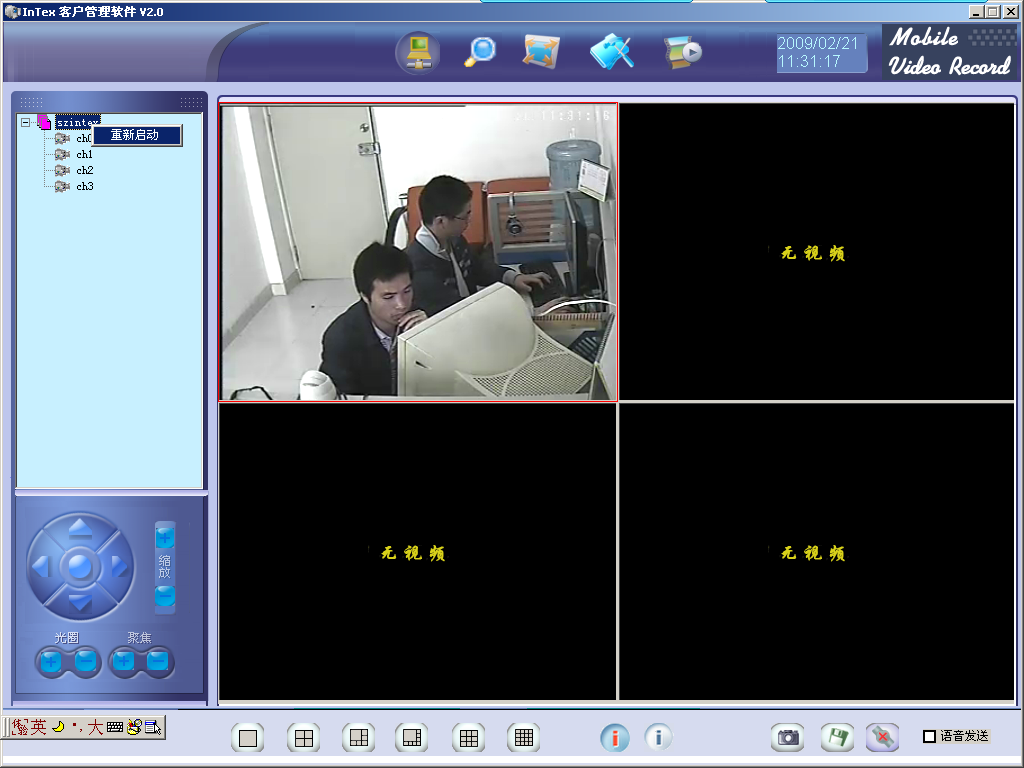 InTex 客户管理软件 V2.0
2009/02/21
11:31:17
Mobile
Video Record
szintex
重新启动
ch1
ch2
ch3
无视频
无视频
无视频
缩放
光圈
聚焦
英
大
语音发送